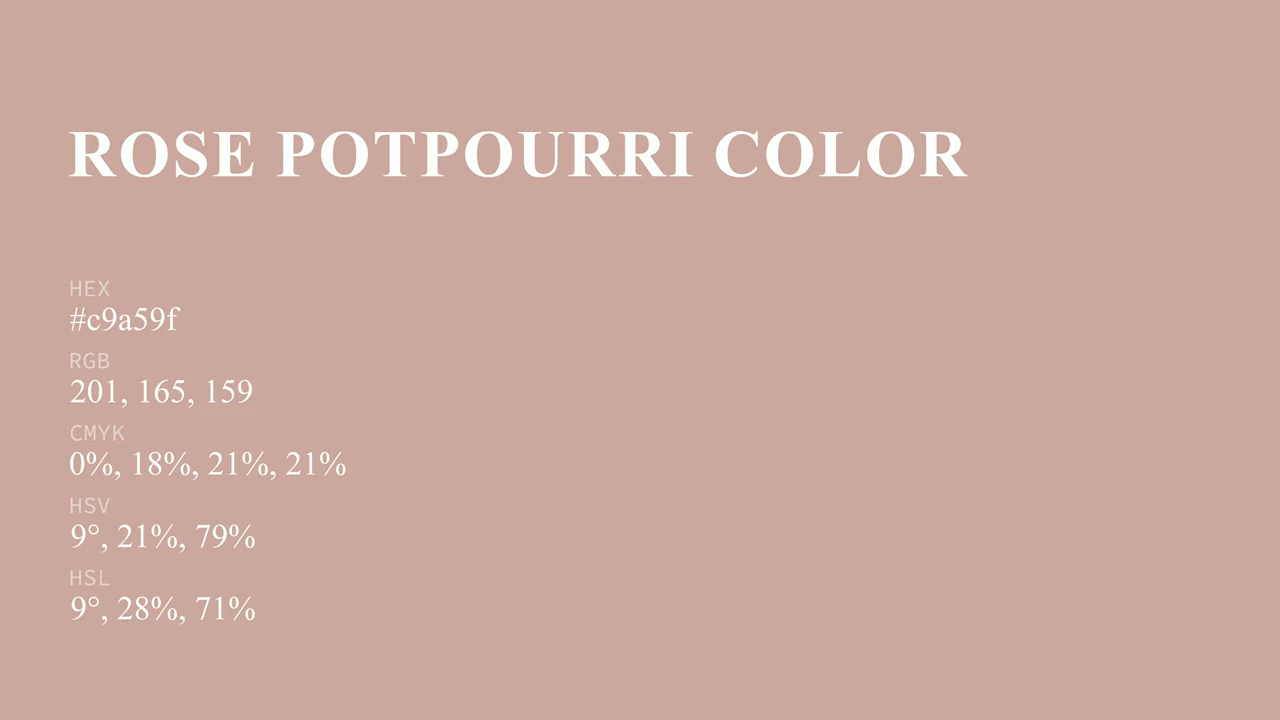 ROSE POTPOURRI COLOR
HEX
#c9a59f
RGB
201, 165, 159
CMYK
0%, 18%, 21%, 21%
HSV
9°, 21%, 79%
HSL
9°, 28%, 71%